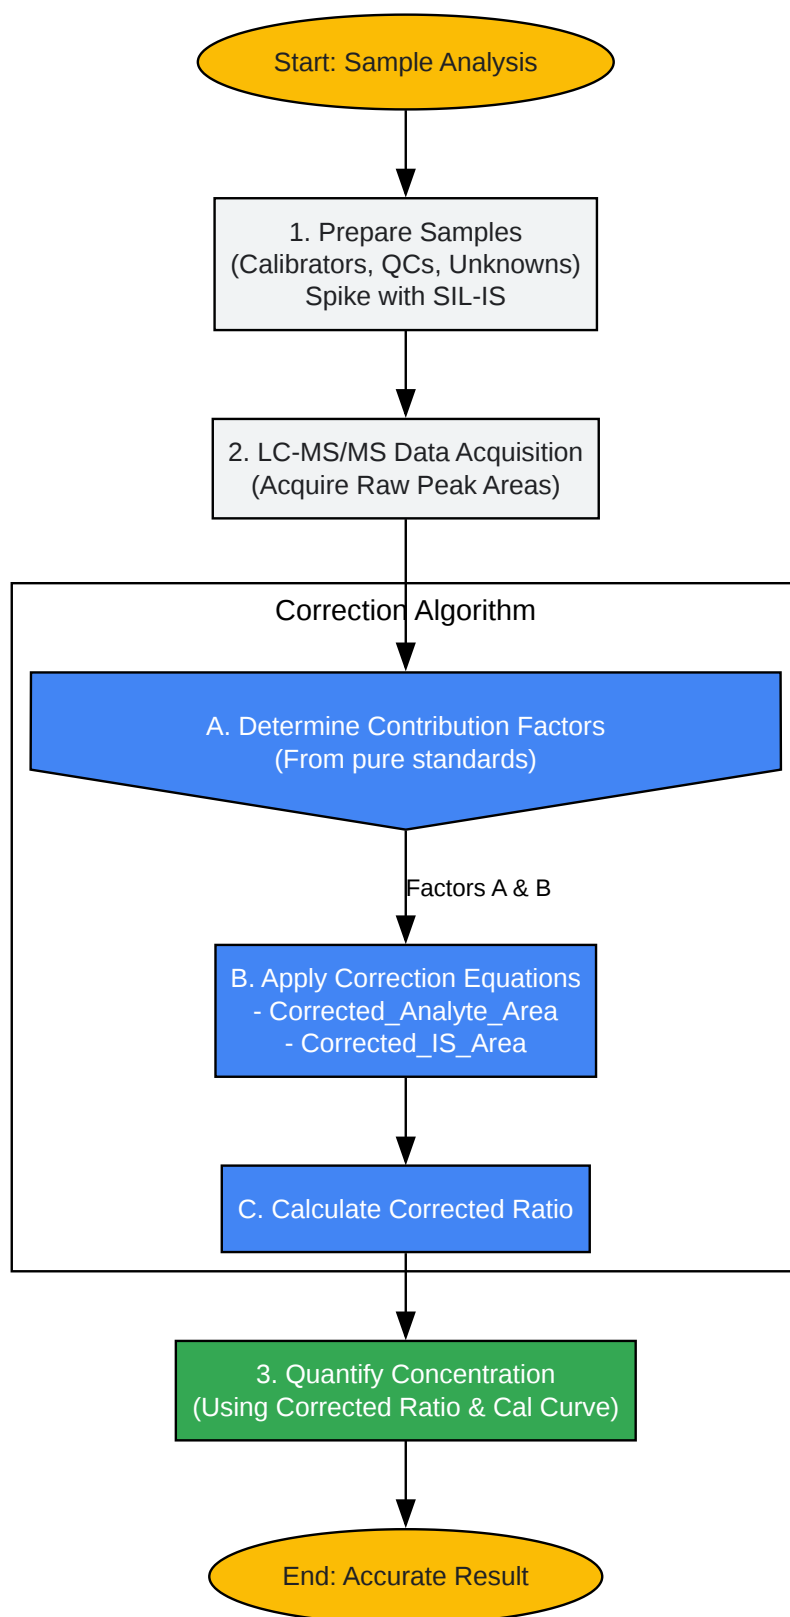 Start: Sample Analysis
1. Prepare Samples
(Calibrators, QCs, Unknowns)
Spike with SIL-IS
2. LC-MS/MS Data Acquisition
(Acquire Raw Peak Areas)
Correction Algorithm
A. Determine Contribution Factors
(From pure standards)
Factors A & B
B. Apply Correction Equations
- Corrected_Analyte_Area
- Corrected_IS_Area
C. Calculate Corrected Ratio
3. Quantify Concentration
(Using Corrected Ratio & Cal Curve)
End: Accurate Result